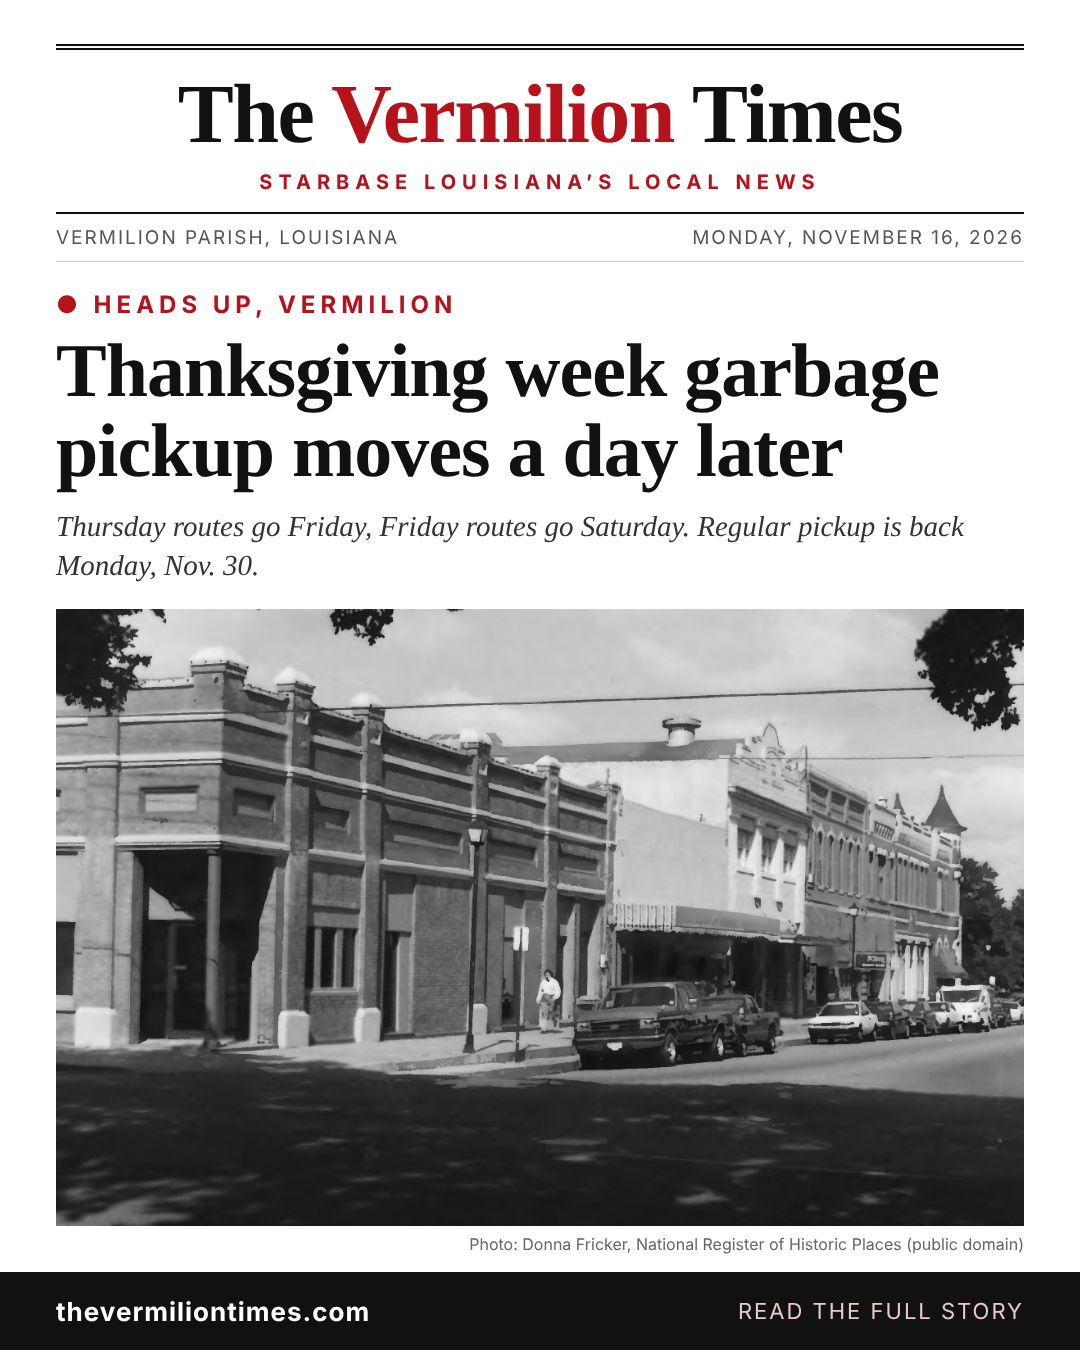 The Vermilion Times
STARBASE LOUISIANA’S LOCAL NEWS
VERMILION PARISH, LOUISIANA
MONDAY, NOVEMBER 16, 2026
HEADS UP, VERMILION
Thanksgiving week garbage
pickup moves a day later
Thursday routes go Friday, Friday routes go Saturday. Regular pickup is back
Monday, Nov. 30.
Photo: Donna Fricker, National Register of Historic Places (public domain)
thevermiliontimes.com
READ THE FULL STORY